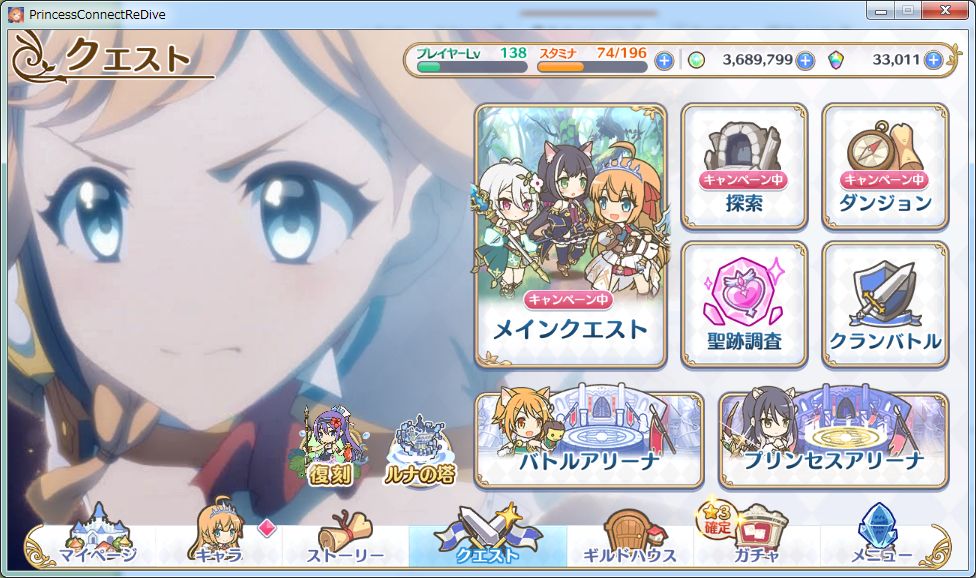 PrincessConnectReDive
クエスト
プレイヤーLv 138
スタミナ 74/196
3,689,799
33,011
キャンペーン中
メインクエスト
キャンペーン中
探索
キャンペーン中
ダンジョン
聖跡調査
クランバトル
復刻
ルナの塔
バトルアリーナ
プリンセスアリーナ
マイページ
キャラ
ストーリー
クエスト
ギルドハウス
★3
確定
ガチャ
メニュー